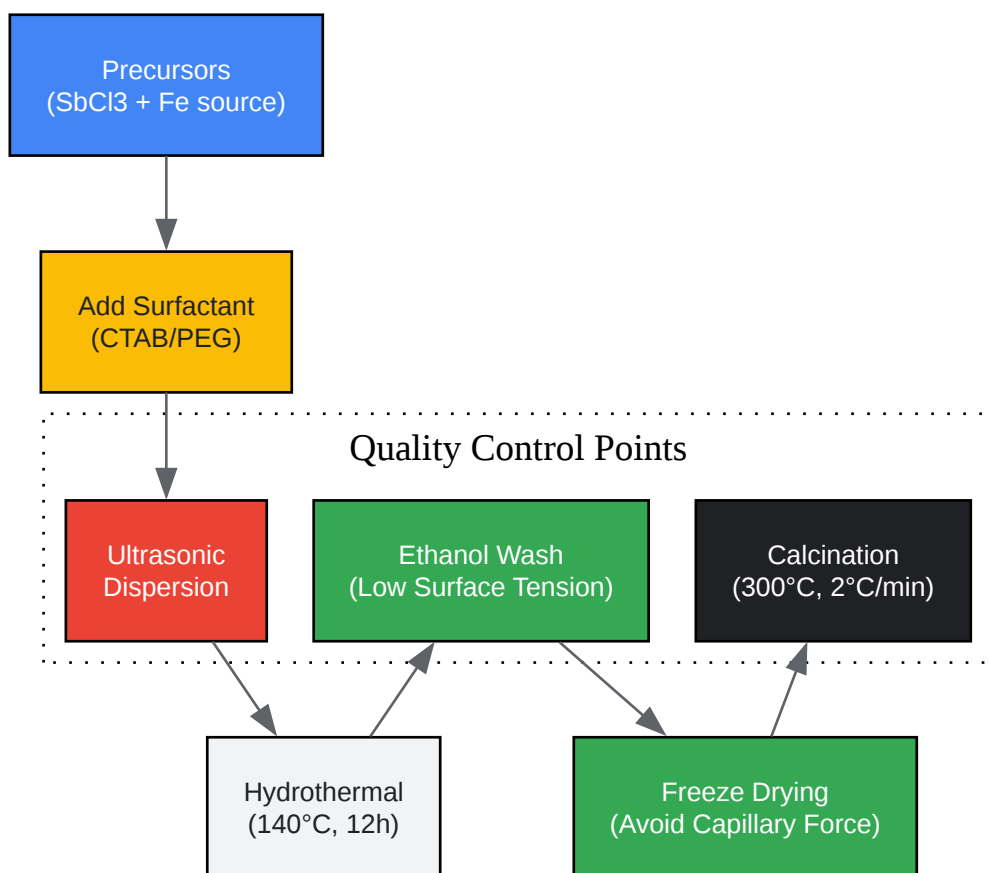 Precursors
(SbCl3 + Fe source)
Add Surfactant
(CTAB/PEG)
Quality Control Points
Ultrasonic
Dispersion
Ethanol Wash
(Low Surface Tension)
Calcination
(300°C, 2°C/min)
Hydrothermal
(140°C, 12h)
Freeze Drying
(Avoid Capillary Force)